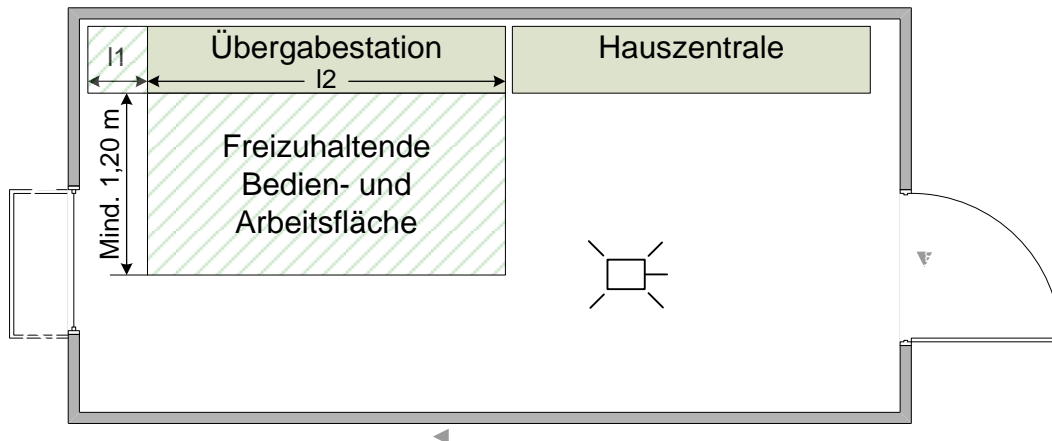 l1
Übergabestation
l2
Hauszentrale
Mind. 1,20 m
Freizuhaltende
Bedien- und
Arbeitsfläche